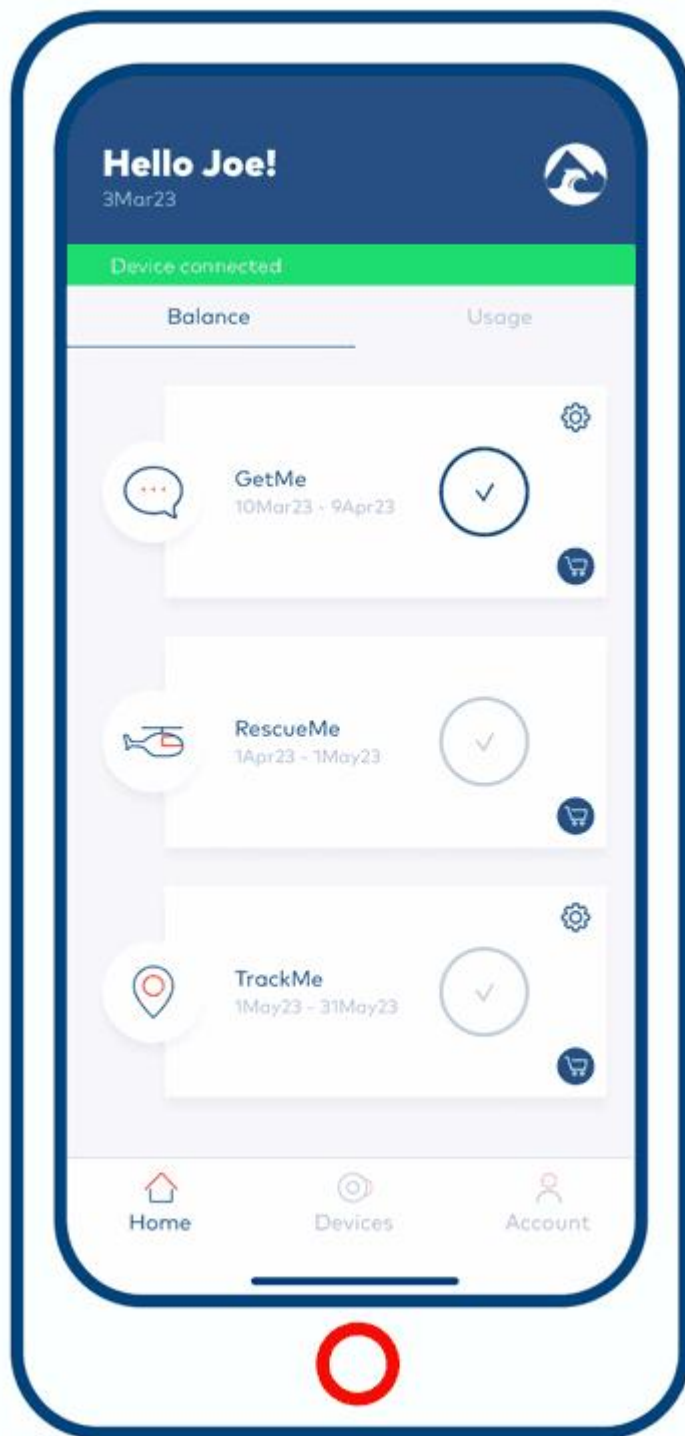 Hello Joe!
3Mar23
Device connected
Balance Usage
GetMe
10Mar23 - 9Apr23
RescueMe
1Apr23 - 1May23
TrackMe
1May23 - 31May23
Home Devices Account